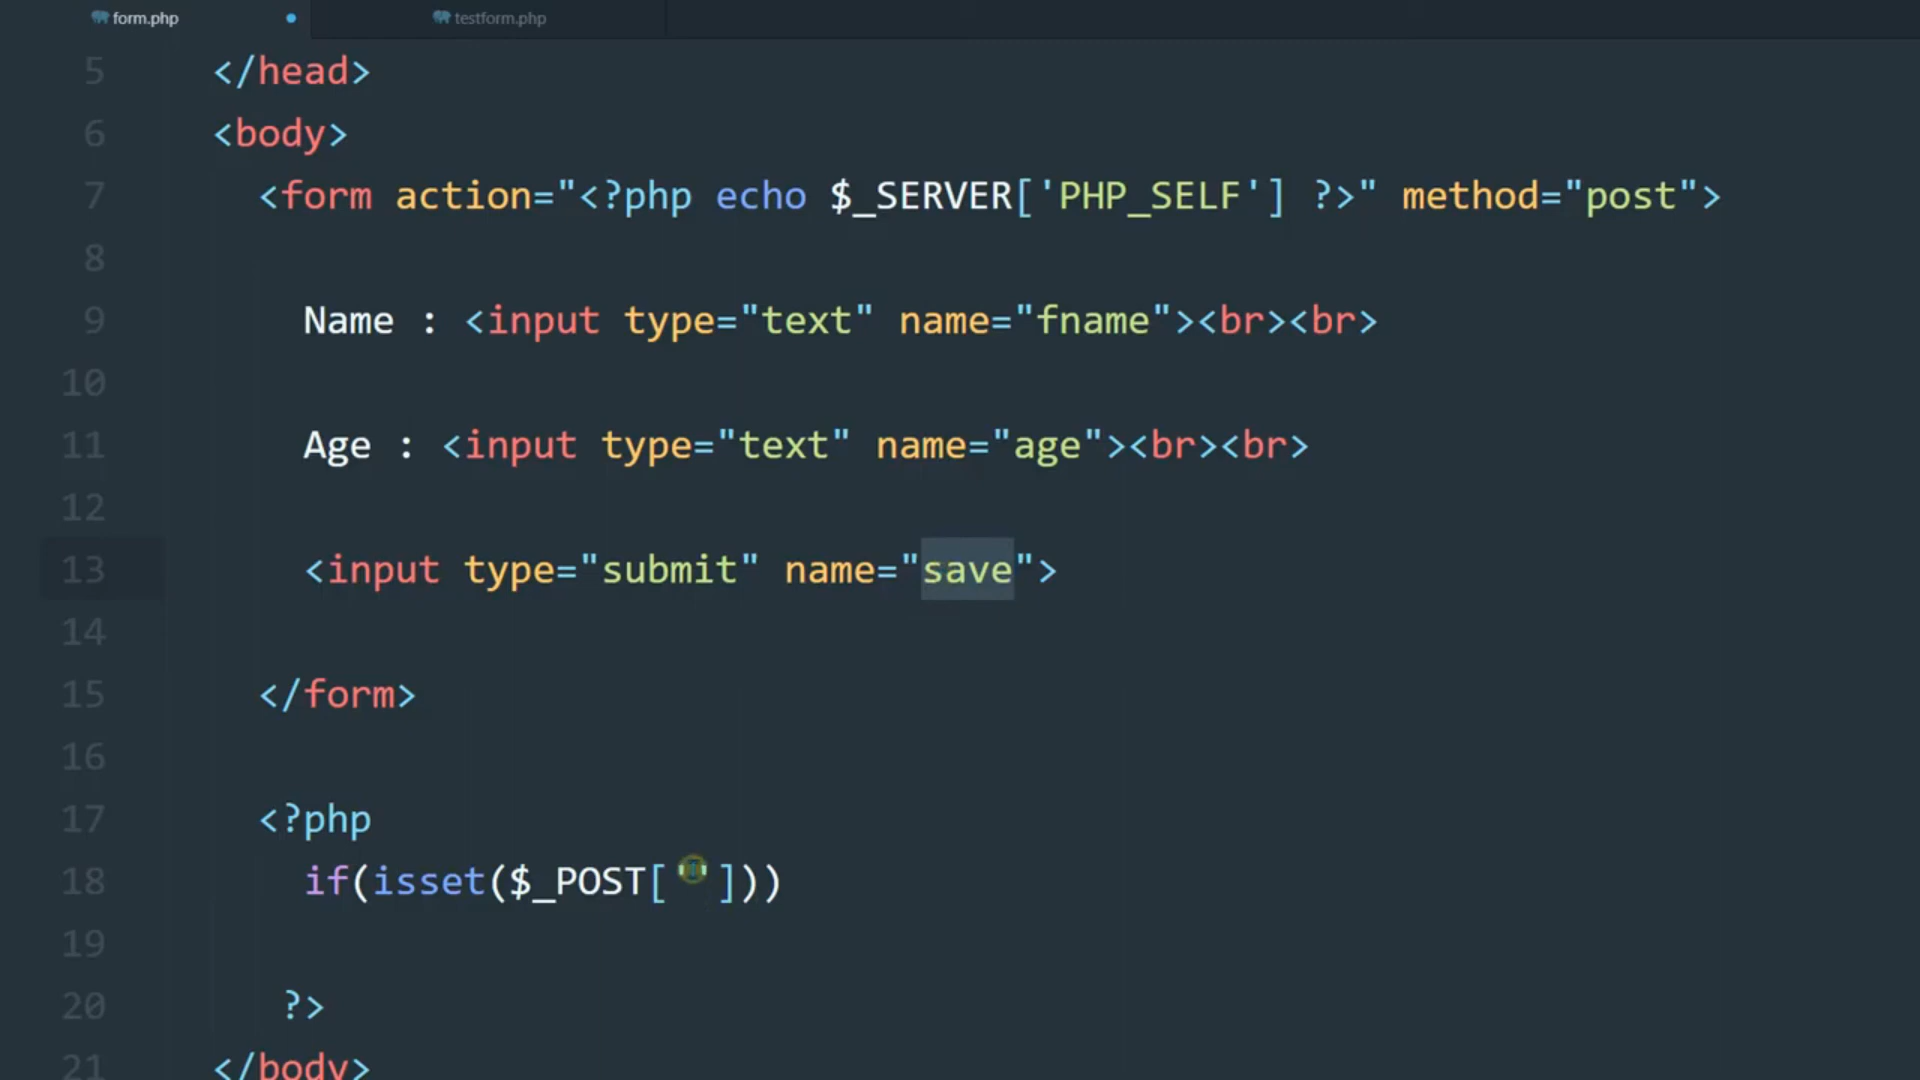 form.php testform.php
5 </head>
6 <body>
7 <form action="<?php echo $_SERVER['PHP_SELF'] ?>" method="post">
8
9 Name : <input type="text" name="fname"><br><br>
10
11 Age : <input type="text" name="age"><br><br>
12
13 <input type="submit" name="save">
14
15 </form>
16
17 <?php
18 if(isset($_POST['']))
19
20 ?>
21 </body>